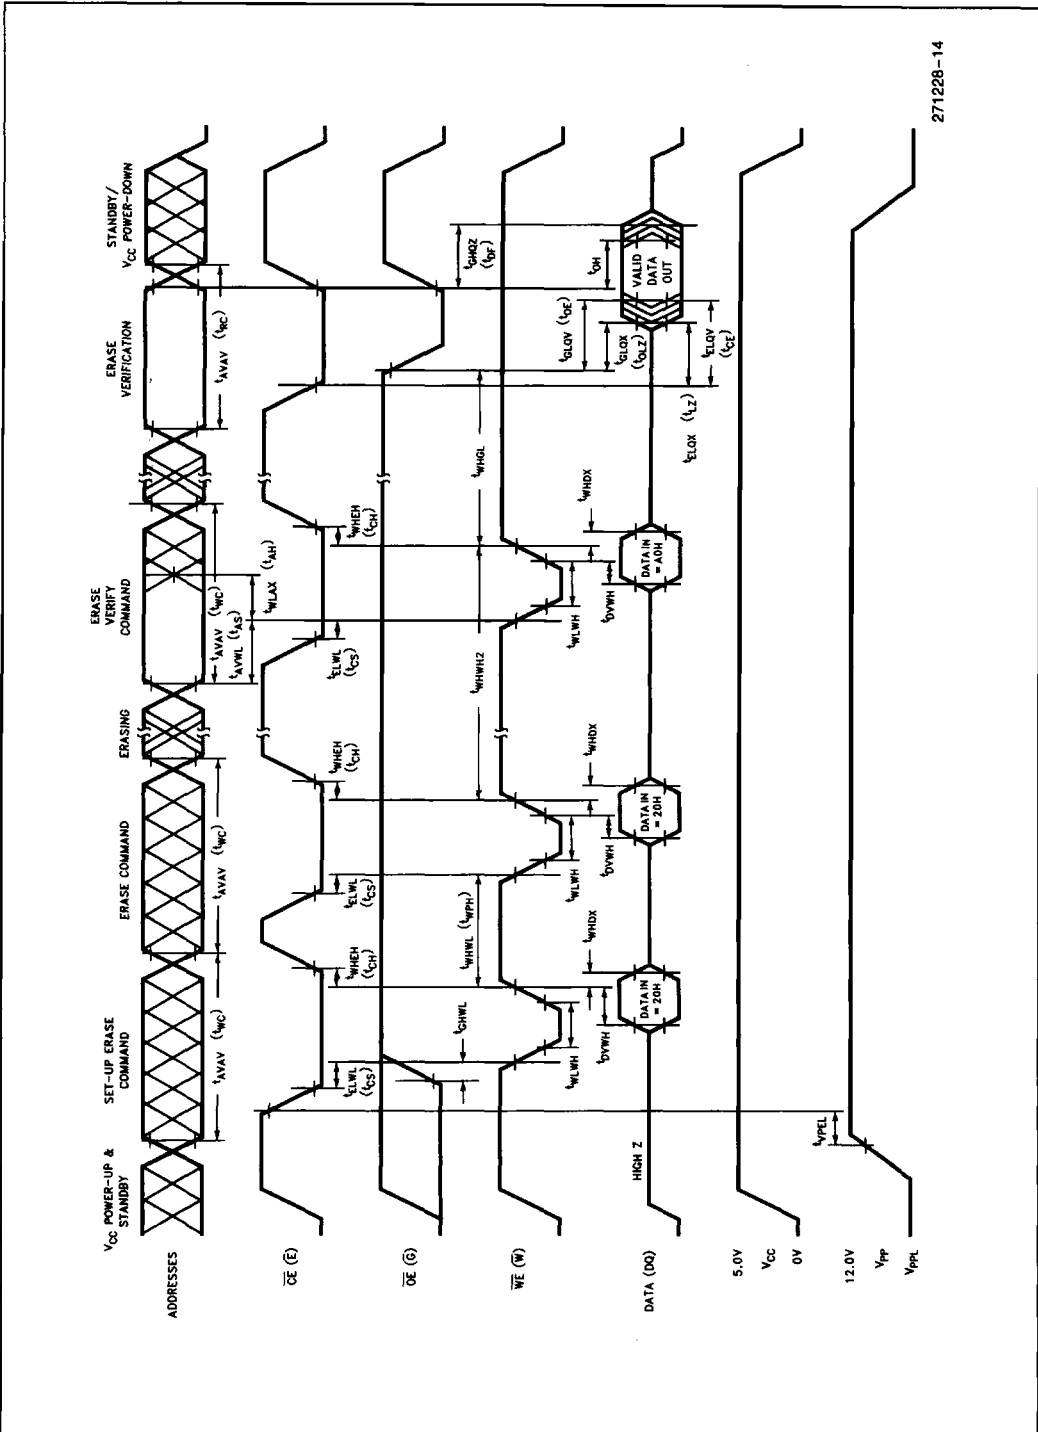 V_CC POWER-UP &
STANDBY
SET-UP ERASE
COMMAND
ERASE COMMAND
ERASING
ERASE
VERIFY
COMMAND
ERASE
VERIFICATION
STANDBY/
V_CC POWER-DOWN
ADDRESSES
t_AVAV (t_WC)
t_AVAV (t_WC)
t_AVAV (t_WC)
t_AVWL (t_AS)
t_WLAX (t_AH)
t_AVAV (t_RC)
C̅E̅ (E̅)
t_ELWL
(t_CS)
t_WHEH
(t_CH)
t_ELWL
(t_CS)
t_WHEH
(t_CH)
t_ELWL
(t_CS)
t_WHEH
(t_CH)
O̅E̅ (G̅)
t_GHWL
t_WHWL (t_WPH)
t_WHWH2
t_WHGL
t_GHQZ
(t_DF)
W̅E̅ (W̅)
t_WLWH
t_WLWH
t_WLWH
t_DVWH
t_WHDX
t_DVWH
t_WHDX
t_DVWH
t_WHDX
t_GLQV (t_OE)
t_GLQX
(t_OLZ)
t_OH
DATA (DQ)
HIGH Z
DATA IN
= 20H
DATA IN
= 20H
DATA IN
= A0H
VALID
DATA
OUT
t_ELQX (t_LZ)
t_ELQV
(t_CE)
5.0V
V_CC
0V
12.0V
V_PP
V_PPL
t_VPEL
271228-14